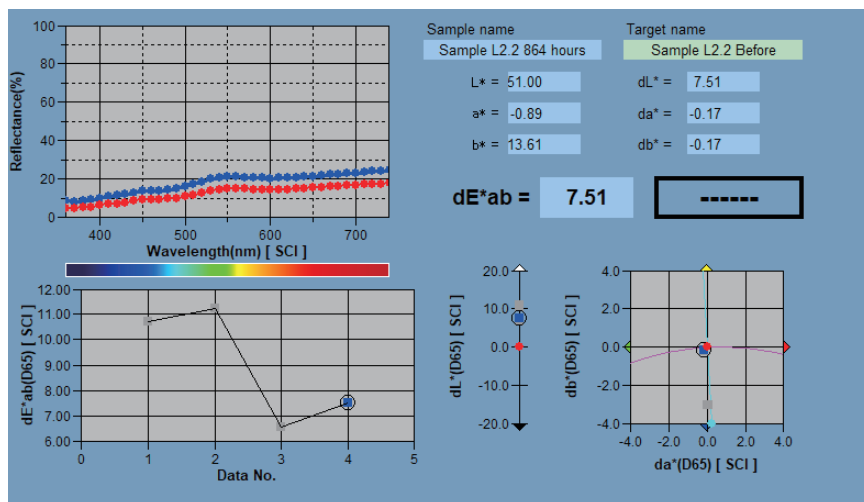 Sample name
Target name
Sample L2.2 864 hours
Sample L2.2 Before
L* = 51.00
dL* = 7.51
a* = -0.89
da* = -0.17
b* = 13.61
db* = -0.17
dE*ab = 7.51
------
100
80
60
40
20
0
Reflectance(%)
400 500 600 700
Wavelength(nm) [ SCI ]
12.00
11.00
10.00
9.00
8.00
7.00
6.00
dE*ab(D65) [ SCI ]
0 1 2 3 4 5
Data No.
20.0
10.0
0.0
-10.0
-20.0
dL*(D65) [ SCI ]
4.0
2.0
0.0
-2.0
-4.0
db*(D65) [ SCI ]
-4.0 -2.0 0.0 2.0 4.0
da*(D65) [ SCI ]